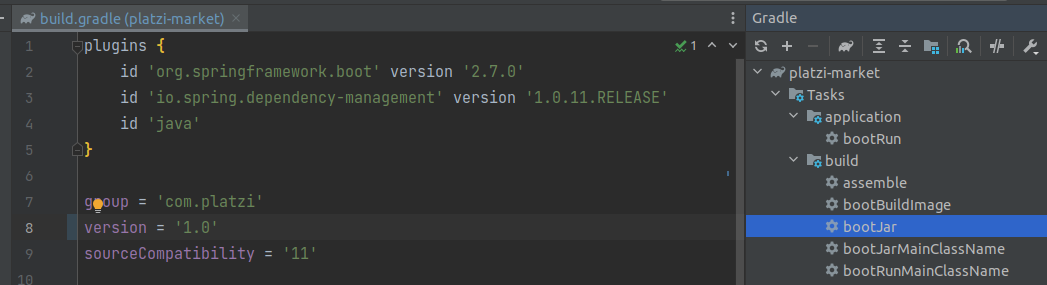 build.gradle (platzi-market)
1 plugins {
2 id 'org.springframework.boot' version '2.7.0'
3 id 'io.spring.dependency-management' version '1.0.11.RELEASE'
4 id 'java'
5 }
6
7 group = 'com.platzi'
8 version = '1.0'
9 sourceCompatibility = '11'
10
1
Gradle
platzi-market
Tasks
application
bootRun
build
assemble
bootBuildImage
bootJar
bootJarMainClassName
bootRunMainClassName